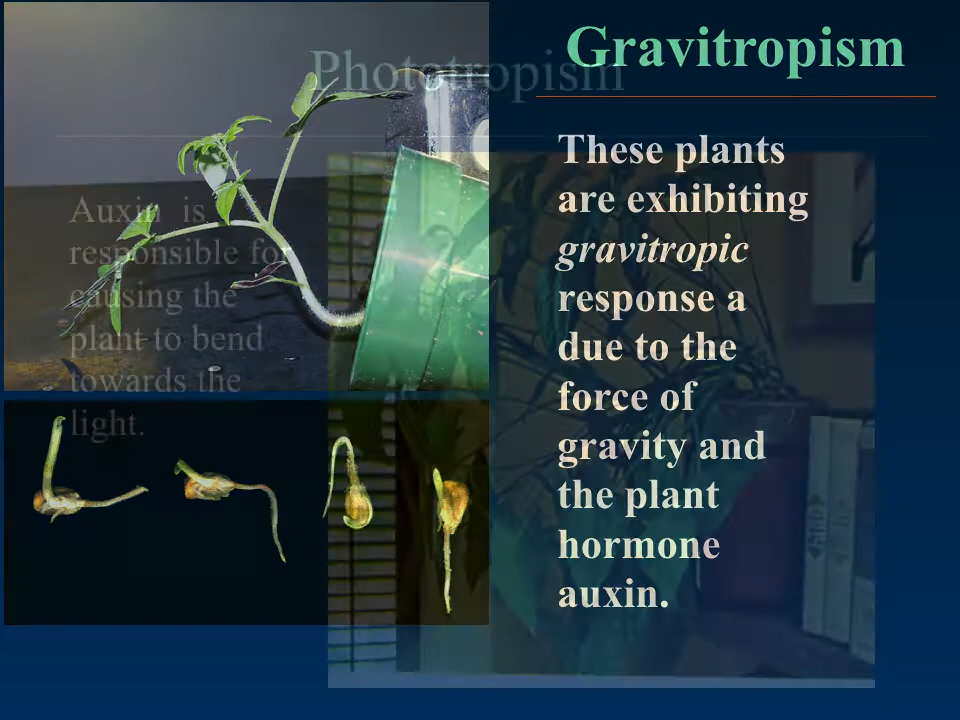 Gravitropism
These plants
are exhibiting
gravitropic
response a
due to the
force of
gravity and
the plant
hormone
auxin.
Phototropism
Auxin is
responsible for
causing the
plant to bend
towards the
light.